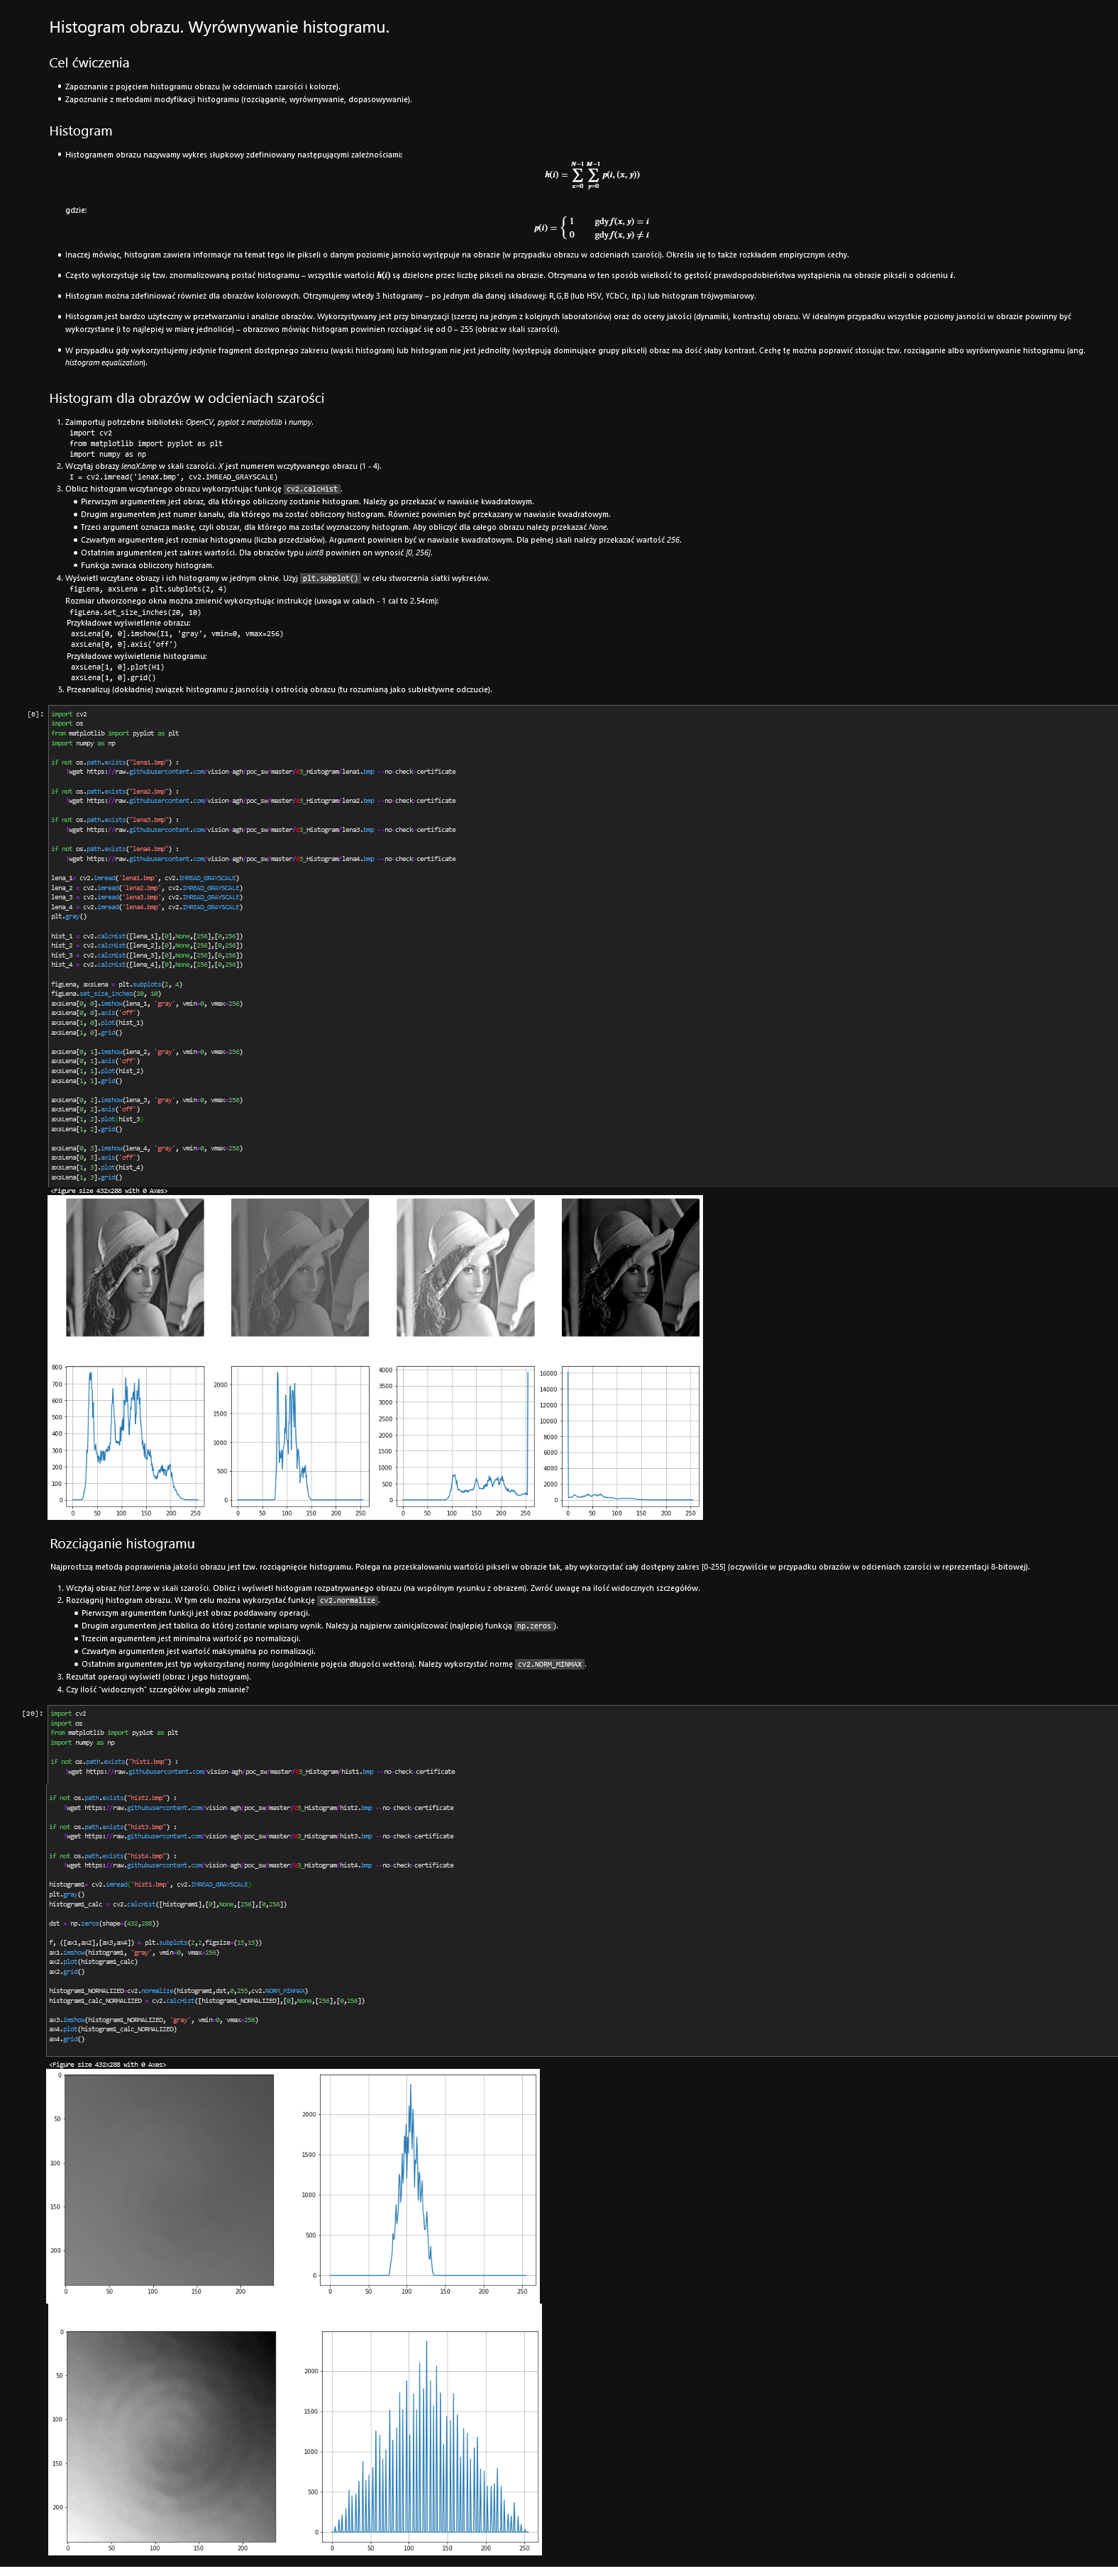 Histogram obrazu. Wyrównywanie histogramu.
Cel ćwiczenia
• Zapoznanie z pojęciem histogramu obrazu (w odcieniach szarości i kolorze).
• Zapoznanie z metodami modyfikacji histogramu (rozciąganie, wyrównywanie, dopasowywanie).
Histogram
• Histogramem obrazu nazywamy wykres słupkowy zdefiniowany następującymi zależnościami:
h(i) = ∑_{x=0}^{N−1} ∑_{y=0}^{M−1} p(i, (x, y))
gdzie:
p(i) = { 1 gdy f(x, y) = i
0 gdy f(x, y) ≠ i
• Inaczej mówiąc, histogram zawiera informacje na temat tego ile pikseli o danym poziomie jasności występuje na obrazie (w przypadku obrazu w odcieniach szarości). Określa się to także rozkładem empirycznym cechy.
• Często wykorzystuje się tzw. znormalizowaną postać histogramu – wszystkie wartości h(i) są dzielone przez liczbę pikseli na obrazie. Otrzymana w ten sposób wielkość to gęstość prawdopodobieństwa wystąpienia na obrazie pikseli o odcieniu i.
• Histogram można zdefiniować również dla obrazów kolorowych. Otrzymujemy wtedy 3 histogramy – po jednym dla danej składowej: R,G,B (lub HSV, YCbCr, itp.) lub histogram trójwymiarowy.
• Histogram jest bardzo użyteczny w przetwarzaniu i analizie obrazów. Wykorzystywany jest przy binaryzacji (szerzej na jednym z kolejnych laboratoriów) oraz do oceny jakości (dynamiki, kontrastu) obrazu. W idealnym przypadku wszystkie poziomy jasności w obrazie powinny być
wykorzystane (i to najlepiej w miarę jednolicie) – obrazowo mówiąc histogram powinien rozciągać się od 0 – 255 (obraz w skali szarości).
• W przypadku gdy wykorzystujemy jedynie fragment dostępnego zakresu (wąski histogram) lub histogram nie jest jednolity (występują dominujące grupy pikseli) obraz ma dość słaby kontrast. Cechę tę można poprawić stosując tzw. rozciąganie albo wyrównywanie histogramu (ang.
histogram equalization).
Histogram dla obrazów w odcieniach szarości
1. Zaimportuj potrzebne biblioteki: OpenCV, pyplot z matplotlib i numpy.
import cv2
from matplotlib import pyplot as plt
import numpy as np
2. Wczytaj obrazy lenaX.bmp w skali szarości. X jest numerem wczytywanego obrazu (1 - 4).
I = cv2.imread('lenaX.bmp', cv2.IMREAD_GRAYSCALE)
3. Oblicz histogram wczytanego obrazu wykorzystując funkcję cv2.calcHist.
• Pierwszym argumentem jest obraz, dla którego obliczony zostanie histogram. Należy go przekazać w nawiasie kwadratowym.
• Drugim argumentem jest numer kanału, dla którego ma zostać obliczony histogram. Również powinien być przekazany w nawiasie kwadratowym.
• Trzeci argument oznacza maskę, czyli obszar, dla którego ma zostać wyznaczony histogram. Aby obliczyć dla całego obrazu należy przekazać None.
• Czwartym argumentem jest rozmiar histogramu (liczba przedziałów). Argument powinien być w nawiasie kwadratowym. Dla pełnej skali należy przekazać wartość 256.
• Ostatnim argumentem jest zakres wartości. Dla obrazów typu uint8 powinien on wynosić [0, 256].
• Funkcja zwraca obliczony histogram.
4. Wyświetl wczytane obrazy i ich histogramy w jednym oknie. Użyj plt.subplot() w celu stworzenia siatki wykresów.
figLena, axsLena = plt.subplots(2, 4)
Rozmiar utworzonego okna można zmienić wykorzystując instrukcję (uwaga w calach - 1 cal to 2.54cm):
figLena.set_size_inches(20, 10)
Przykładowe wyświetlenie obrazu:
axsLena[0, 0].imshow(I1, 'gray', vmin=0, vmax=256)
axsLena[0, 0].axis('off')
Przykładowe wyświetlenie histogramu:
axsLena[1, 0].plot(H1)
axsLena[1, 0].grid()
5. Przeanalizuj (dokładnie) związek histogramu z jasnością i ostrością obrazu (tu rozumianą jako subiektywne odczucie).
[8]: import cv2
import os
from matplotlib import pyplot as plt
import numpy as np
if not os.path.exists("lena1.bmp") :
!wget https://raw.githubusercontent.com/vision-agh/poc_sw/master/03_Histogram/lena1.bmp --no-check-certificate
if not os.path.exists("lena2.bmp") :
!wget https://raw.githubusercontent.com/vision-agh/poc_sw/master/03_Histogram/lena2.bmp --no-check-certificate
if not os.path.exists("lena3.bmp") :
!wget https://raw.githubusercontent.com/vision-agh/poc_sw/master/03_Histogram/lena3.bmp --no-check-certificate
if not os.path.exists("lena4.bmp") :
!wget https://raw.githubusercontent.com/vision-agh/poc_sw/master/03_Histogram/lena4.bmp --no-check-certificate
lena_1= cv2.imread('lena1.bmp', cv2.IMREAD_GRAYSCALE)
lena_2 = cv2.imread('lena2.bmp', cv2.IMREAD_GRAYSCALE)
lena_3 = cv2.imread('lena3.bmp', cv2.IMREAD_GRAYSCALE)
lena_4 = cv2.imread('lena4.bmp', cv2.IMREAD_GRAYSCALE)
plt.gray()
hist_1 = cv2.calcHist([lena_1],[0],None,[256],[0,256])
hist_2 = cv2.calcHist([lena_2],[0],None,[256],[0,256])
hist_3 = cv2.calcHist([lena_3],[0],None,[256],[0,256])
hist_4 = cv2.calcHist([lena_4],[0],None,[256],[0,256])
figLena, axsLena = plt.subplots(2, 4)
figLena.set_size_inches(20, 10)
axsLena[0, 0].imshow(lena_1, 'gray', vmin=0, vmax=256)
axsLena[0, 0].axis('off')
axsLena[1, 0].plot(hist_1)
axsLena[1, 0].grid()
axsLena[0, 1].imshow(lena_2, 'gray', vmin=0, vmax=256)
axsLena[0, 1].axis('off')
axsLena[1, 1].plot(hist_2)
axsLena[1, 1].grid()
axsLena[0, 2].imshow(lena_3, 'gray', vmin=0, vmax=256)
axsLena[0, 2].axis('off')
axsLena[1, 2].plot(hist_3)
axsLena[1, 2].grid()
axsLena[0, 3].imshow(lena_4, 'gray', vmin=0, vmax=256)
axsLena[0, 3].axis('off')
axsLena[1, 3].plot(hist_4)
axsLena[1, 3].grid()
<Figure size 432x288 with 0 Axes>
800 700 600 500 400 300 200 100 0
0 50 100 150 200 250
2000 1500 1000 500 0
0 50 100 150 200 250
4000 3500 3000 2500 2000 1500 1000 500 0
0 50 100 150 200 250
16000 14000 12000 10000 8000 6000 4000 2000 0
0 50 100 150 200 250
Rozciąganie histogramu
Najprostszą metodą poprawienia jakości obrazu jest tzw. rozciągnięcie histogramu. Polega na przeskalowaniu wartości pikseli w obrazie tak, aby wykorzystać cały dostępny zakres [0-255] (oczywiście w przypadku obrazów w odcieniach szarości w reprezentacji 8-bitowej).
1. Wczytaj obraz hist1.bmp w skali szarości. Oblicz i wyświetl histogram rozpatrywanego obrazu (na wspólnym rysunku z obrazem). Zwróć uwagę na ilość widocznych szczegółów.
2. Rozciągnij histogram obrazu. W tym celu można wykorzystać funkcję cv2.normalize.
• Pierwszym argumentem funkcji jest obraz poddawany operacji.
• Drugim argumentem jest tablica do której zostanie wpisany wynik. Należy ją najpierw zainicjalizować (najlepiej funkcją np.zeros).
• Trzecim argumentem jest minimalna wartość po normalizacji.
• Czwartym argumentem jest wartość maksymalna po normalizacji.
• Ostatnim argumentem jest typ wykorzystanej normy (uogólnienie pojęcia długości wektora). Należy wykorzystać normę cv2.NORM_MINMAX.
3. Rezultat operacji wyświetl (obraz i jego histogram).
4. Czy ilość "widocznych" szczegółów uległa zmianie?
[20]: import cv2
import os
from matplotlib import pyplot as plt
import numpy as np
if not os.path.exists("hist1.bmp") :
!wget https://raw.githubusercontent.com/vision-agh/poc_sw/master/03_Histogram/hist1.bmp --no-check-certificate
if not os.path.exists("hist2.bmp") :
!wget https://raw.githubusercontent.com/vision-agh/poc_sw/master/03_Histogram/hist2.bmp --no-check-certificate
if not os.path.exists("hist3.bmp") :
!wget https://raw.githubusercontent.com/vision-agh/poc_sw/master/03_Histogram/hist3.bmp --no-check-certificate
if not os.path.exists("hist4.bmp") :
!wget https://raw.githubusercontent.com/vision-agh/poc_sw/master/03_Histogram/hist4.bmp --no-check-certificate
histogram1= cv2.imread('hist1.bmp', cv2.IMREAD_GRAYSCALE)
plt.gray()
histogram1_calc = cv2.calcHist([histogram1],[0],None,[256],[0,256])
dst = np.zeros(shape=(432,288))
f, ([ax1,ax2],[ax3,ax4]) = plt.subplots(2,2,figsize=(15,15))
ax1.imshow(histogram1, 'gray', vmin=0, vmax=256)
ax2.plot(histogram1_calc)
ax2.grid()
histogram1_NORMALIZED=cv2.normalize(histogram1,dst,0,255,cv2.NORM_MINMAX)
histogram1_calc_NORMALIZED = cv2.calcHist([histogram1_NORMALIZED],[0],None,[256],[0,256])
ax3.imshow(histogram1_NORMALIZED, 'gray', vmin=0, vmax=256)
ax4.plot(histogram1_calc_NORMALIZED)
ax4.grid()
<Figure size 432x288 with 0 Axes>
0 50 100 150 200
0 50 100 150 200
2000 1500 1000 500 0
0 50 100 150 200 250
0 50 100 150 200
0 50 100 150 200
2000 1500 1000 500 0
0 50 100 150 200 250